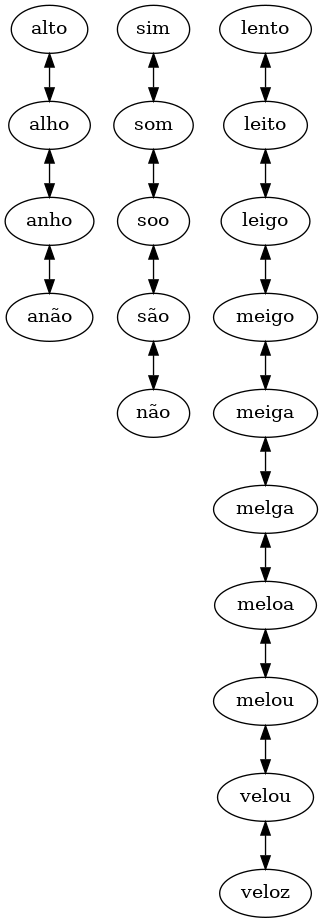 alto
alho
anho
anão
sim
som
soo
são
não
lento
leito
leigo
meigo
meiga
melga
meloa
melou
velou
veloz